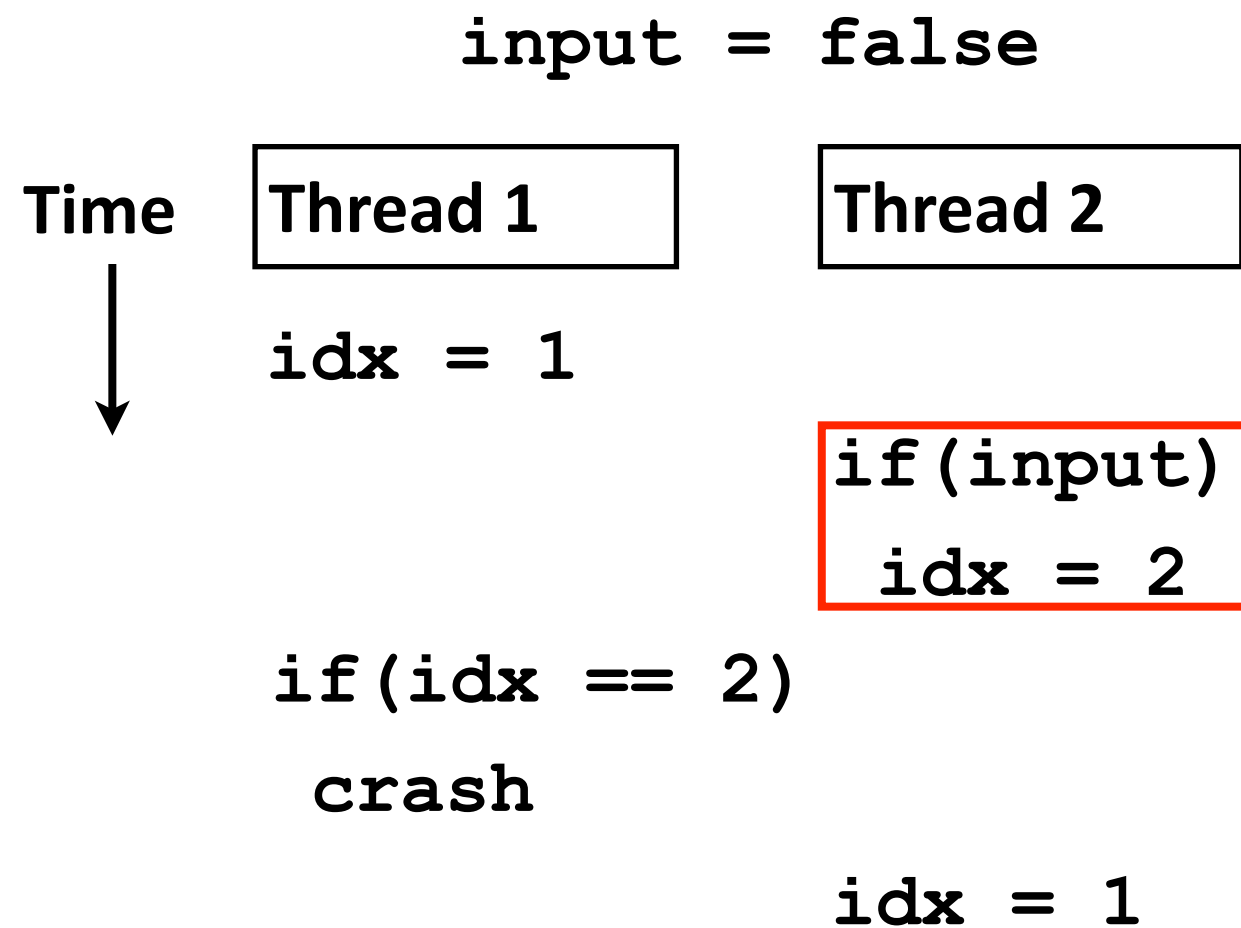 input = false
Time Thread 1 Thread 2
idx = 1
if(input)
idx = 2
if(idx == 2)
crash
idx = 1